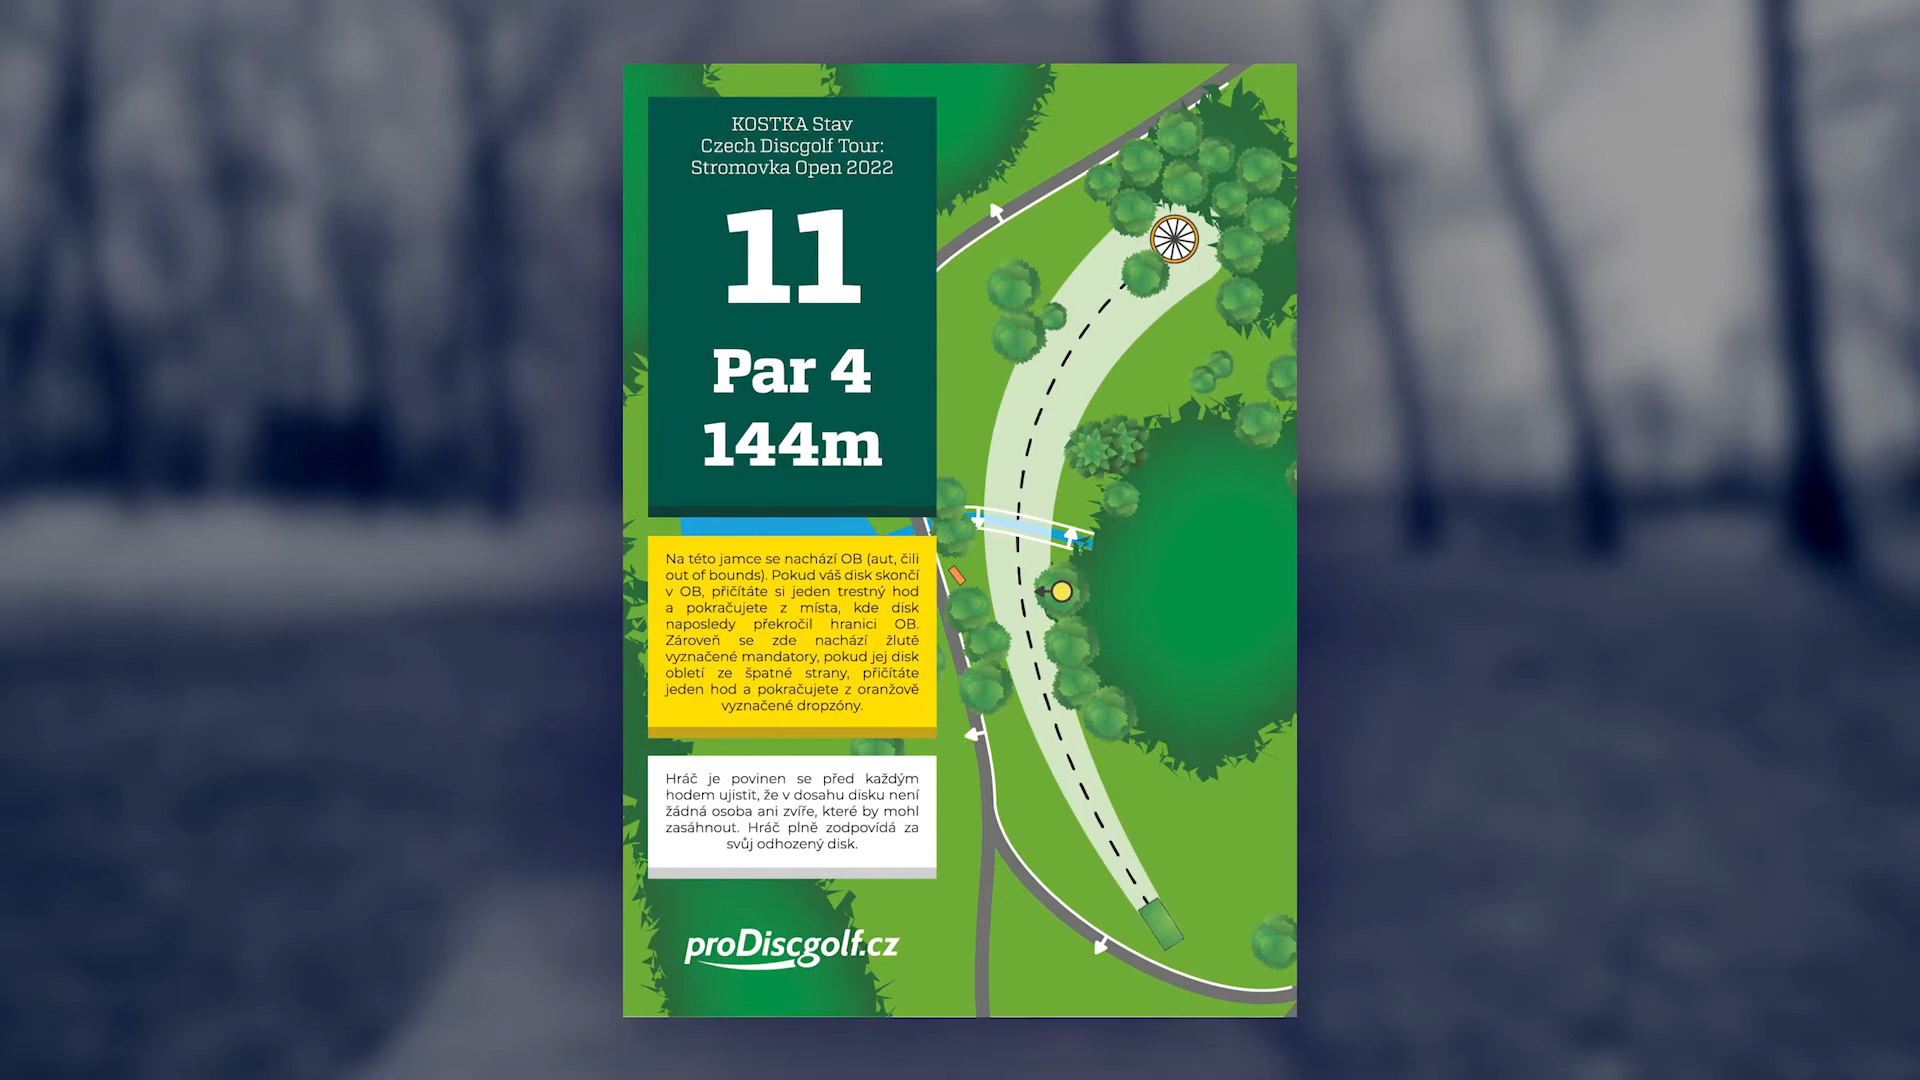 KOSTKA Stav
Czech Discgolf Tour:
Stromovka Open 2022
11
Par 4
144m
Na této jamce se nachází OB (aut, čili
out of bounds). Pokud váš disk skončí
v OB, přičítáte si jeden trestný hod
a pokračujete z místa, kde disk
naposledy překročil hranici OB.
Zároveň se zde nachází žlutě
vyznačené mandatory, pokud jej disk
obletí ze špatné strany, přičítáte
jeden hod a pokračujete z oranžově
vyznačené dropzóny.
Hráč je povinen se před každým
hodem ujistit, že v dosahu disku není
žádná osoba ani zvíře, které by mohl
zasáhnout. Hráč plně zodpovídá za
svůj odhozený disk.
proDiscgolf.cz